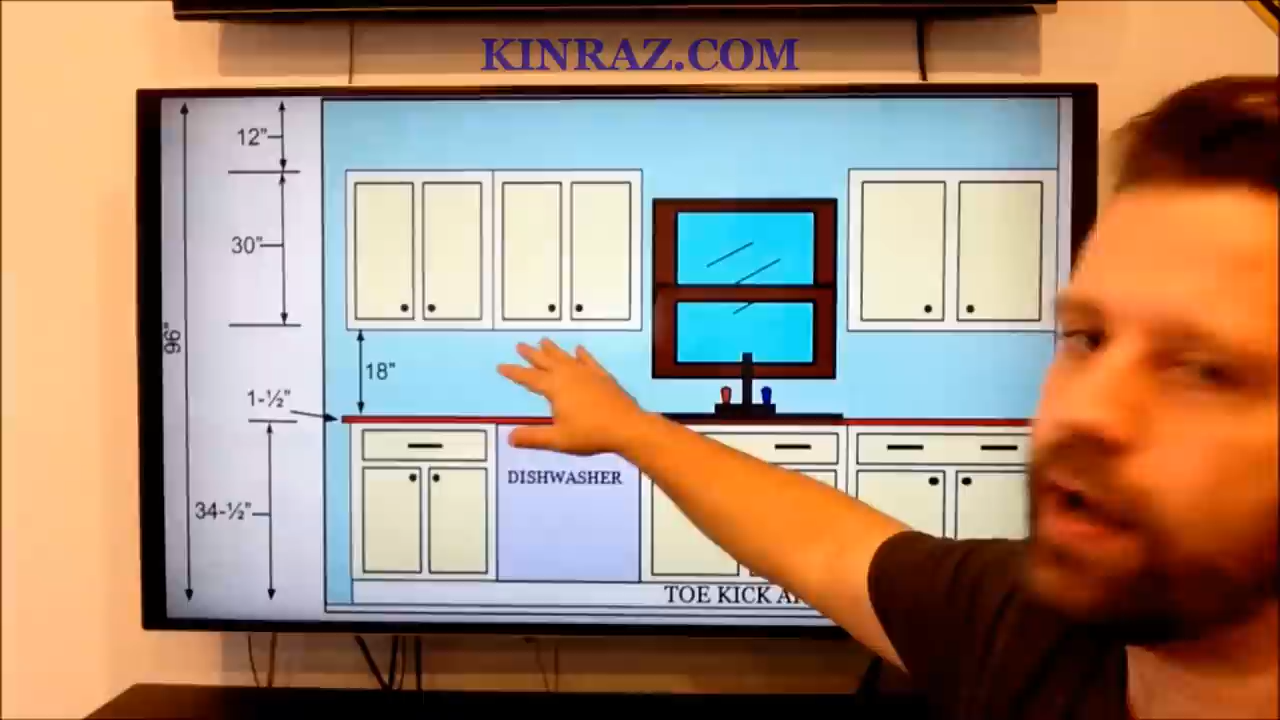 KINRAZ.COM
12"
30"
96"
18"
1-½"
DISHWASHER
34-½"
TOE KICK